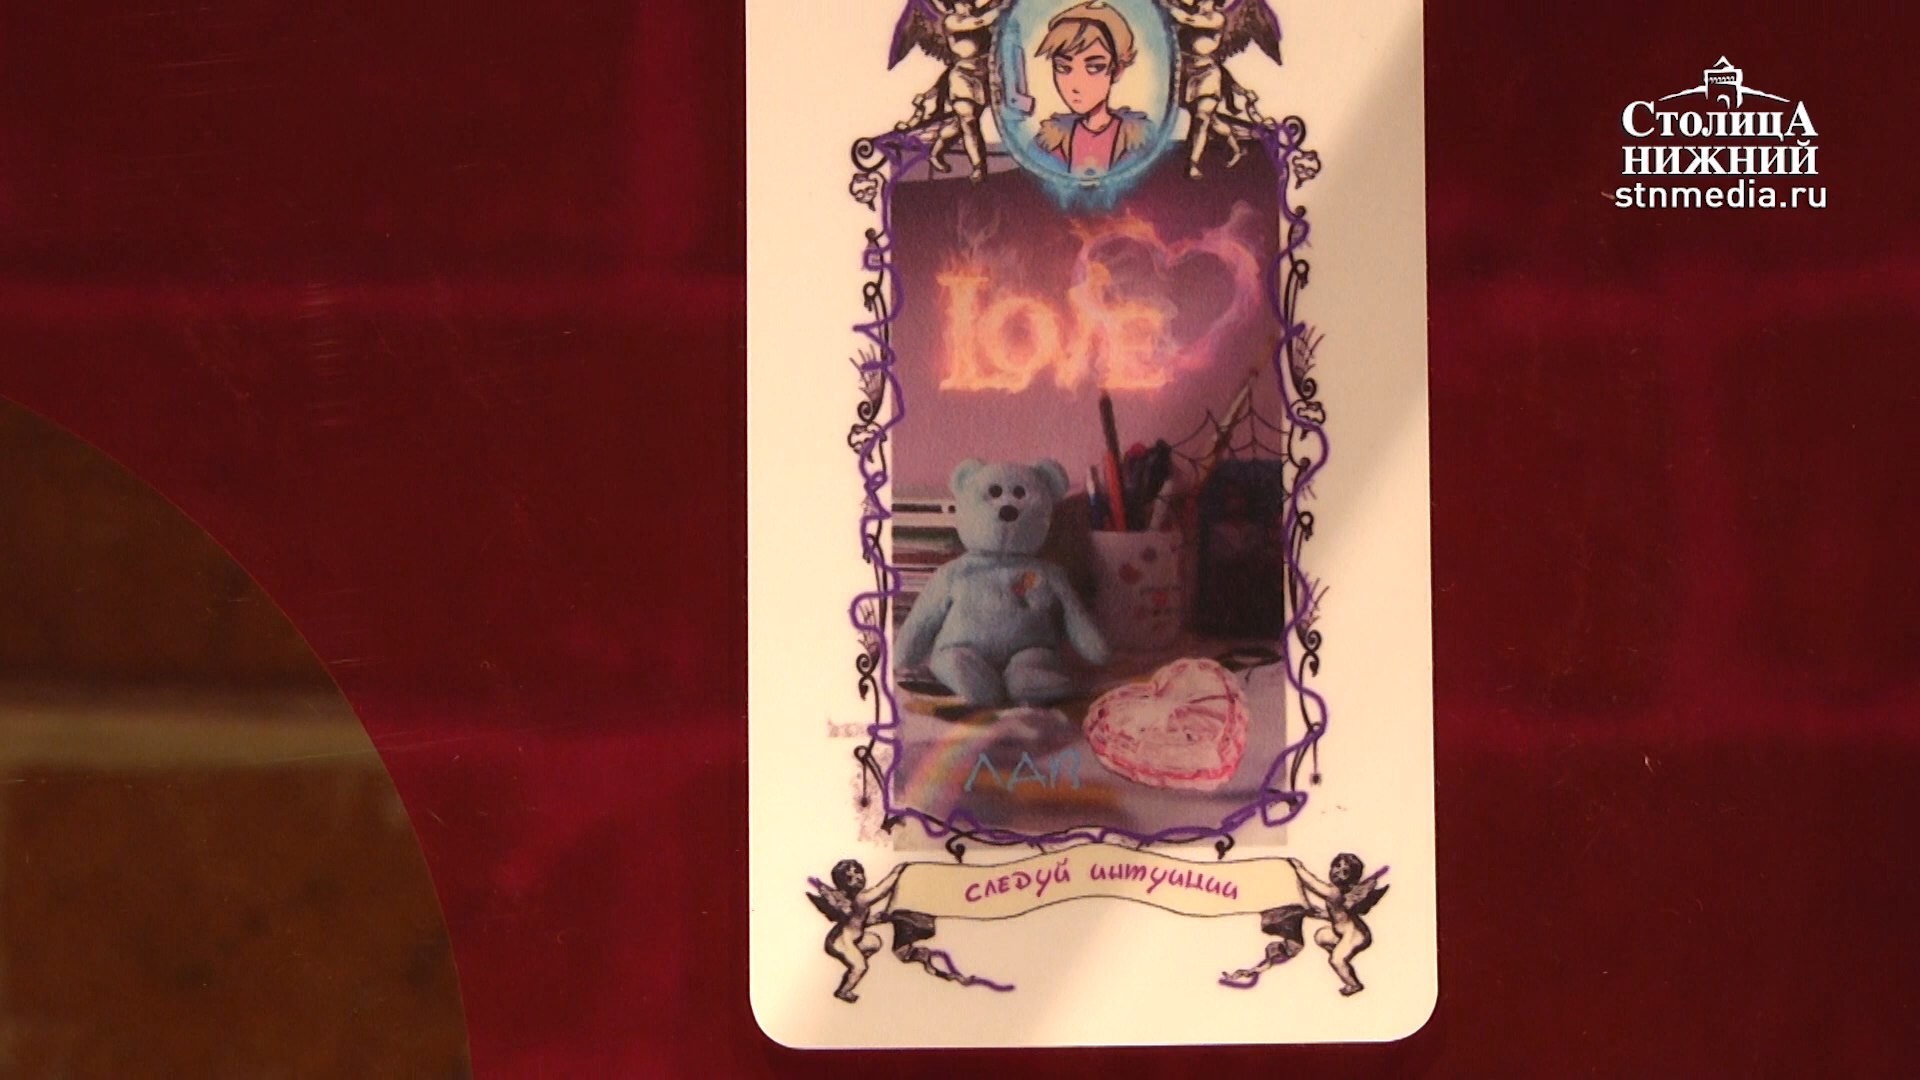 СтолицА
нижний
stnmedia.ru
Love
ЛАВ
следуй интуиции